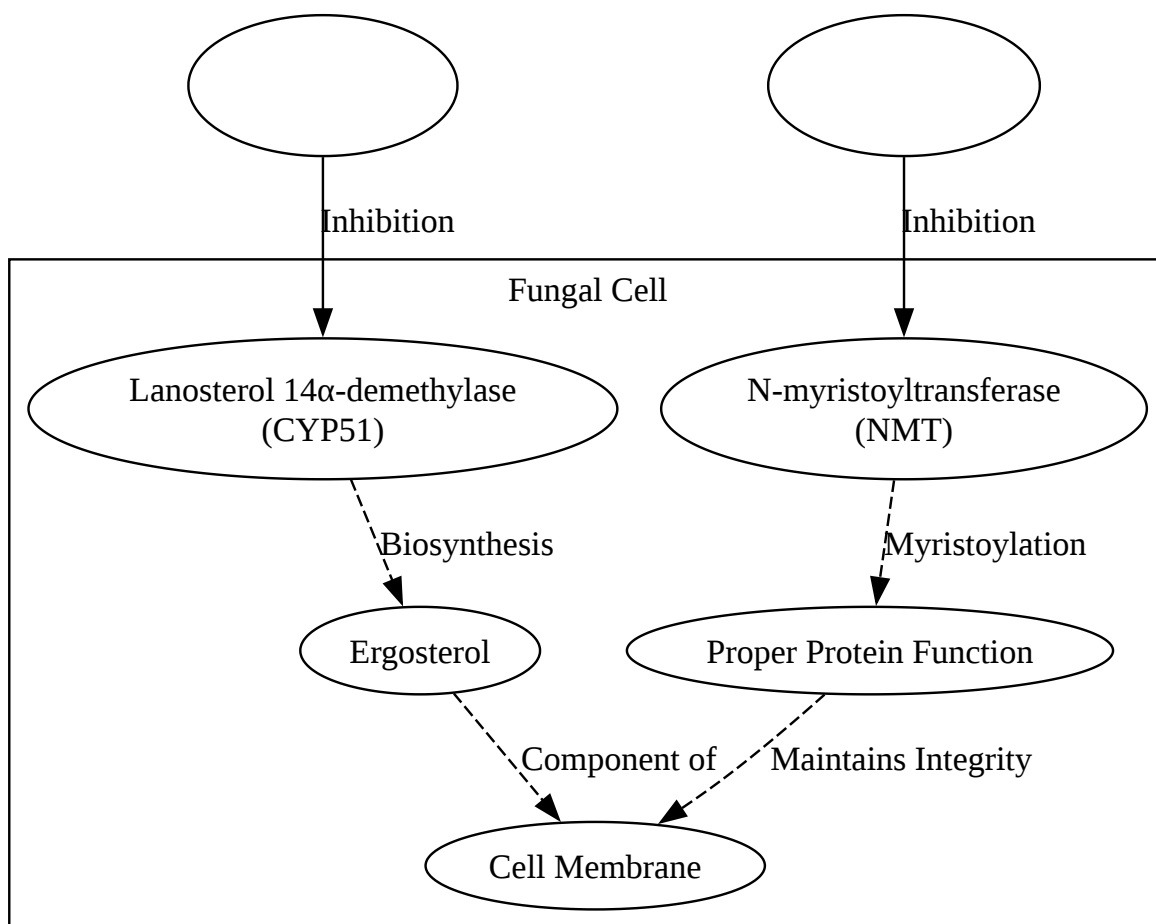 Inhibition
Inhibition
Fungal Cell
Lanosterol 14α-demethylase
(CYP51)
N-myristoyltransferase
(NMT)
Biosynthesis
Myristoylation
Ergosterol
Proper Protein Function
Component of
Maintains Integrity
Cell Membrane